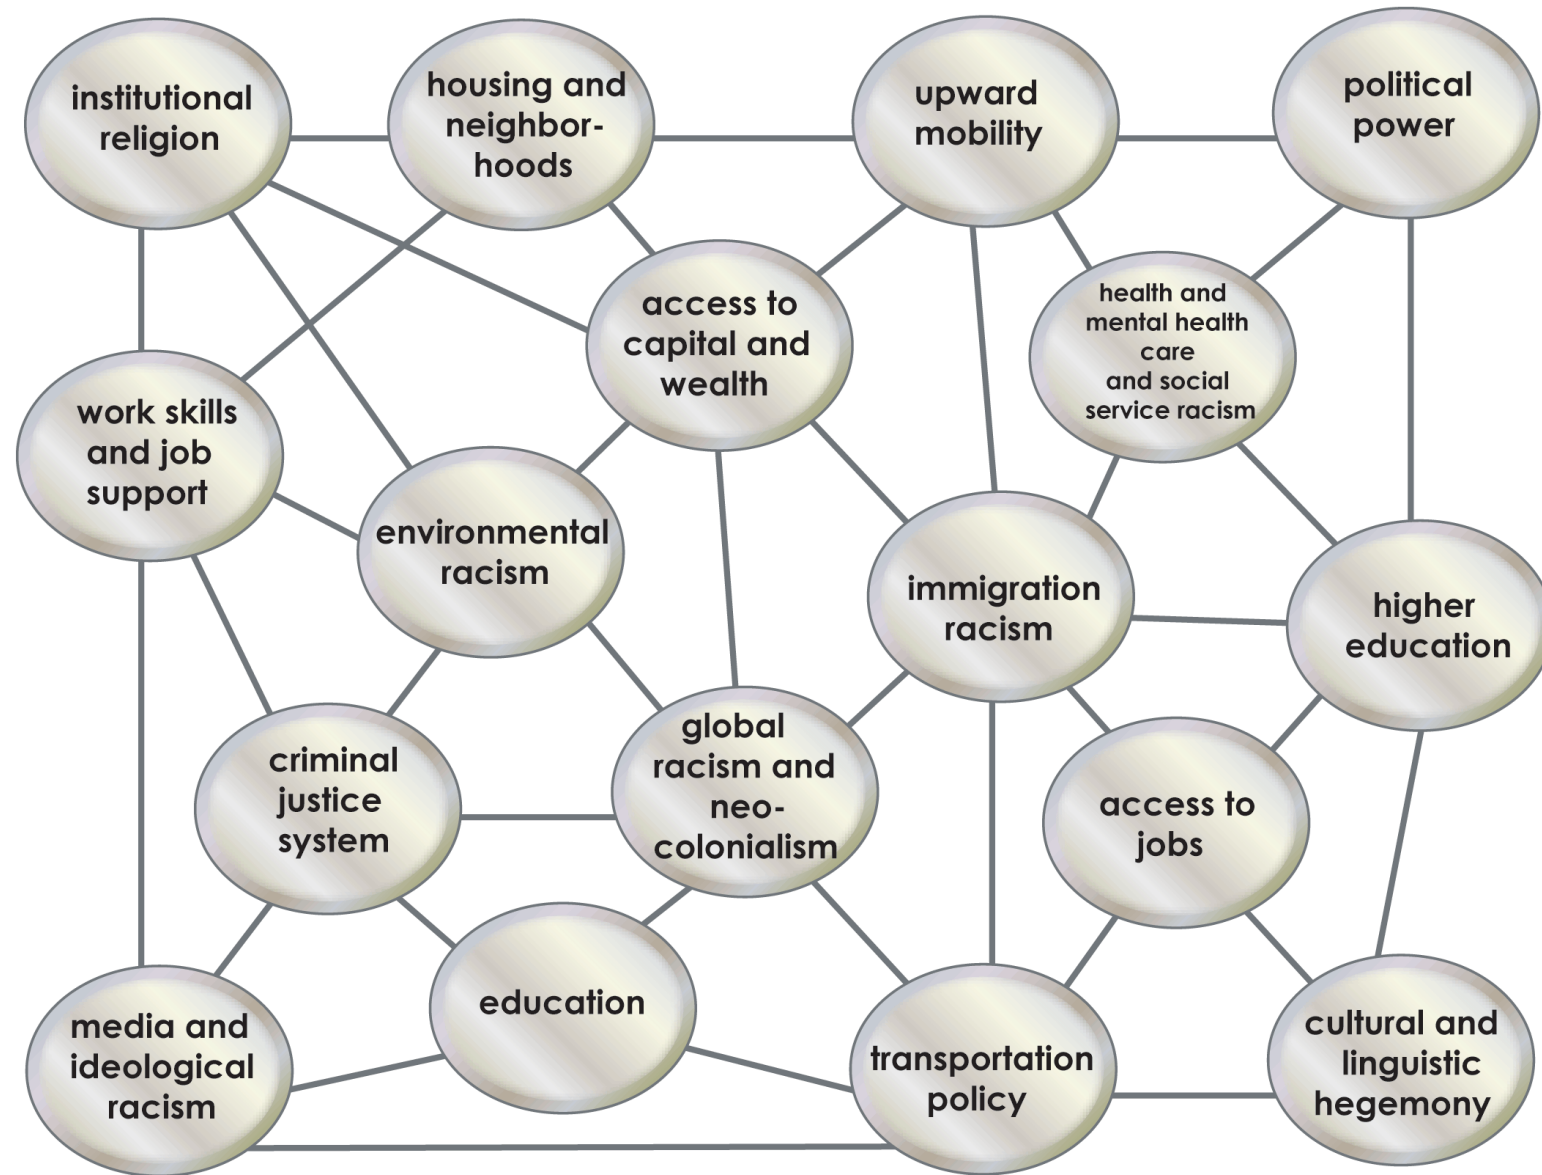 institutional
religion
housing and
neighbor-
hoods
upward
mobility
political
power
access to
capital and
wealth
health and
mental health
care
and social
service racism
work skills
and job
support
environmental
racism
immigration
racism
higher
education
criminal
justice
system
global
racism and
neo-
colonialism
access to
jobs
media and
ideological
racism
education
transportation
policy
cultural and
linguistic
hegemony